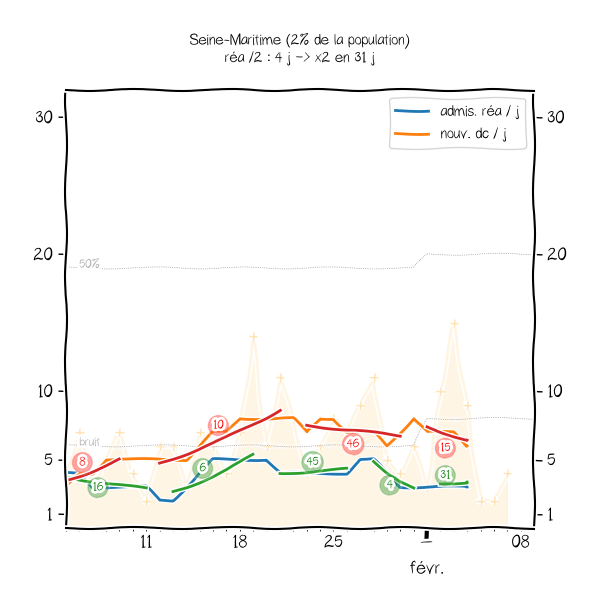 Seine-Maritime (2% de la population)
réa /2 : 4 j -> x2 en 31 j
admis. réa / j
nouv. dc / j
30 30
20 20
50%
10 10
bruit
5 5
1 1
8
16
6
10
45
46
4
15
31
11 18 25 1 08
févr.